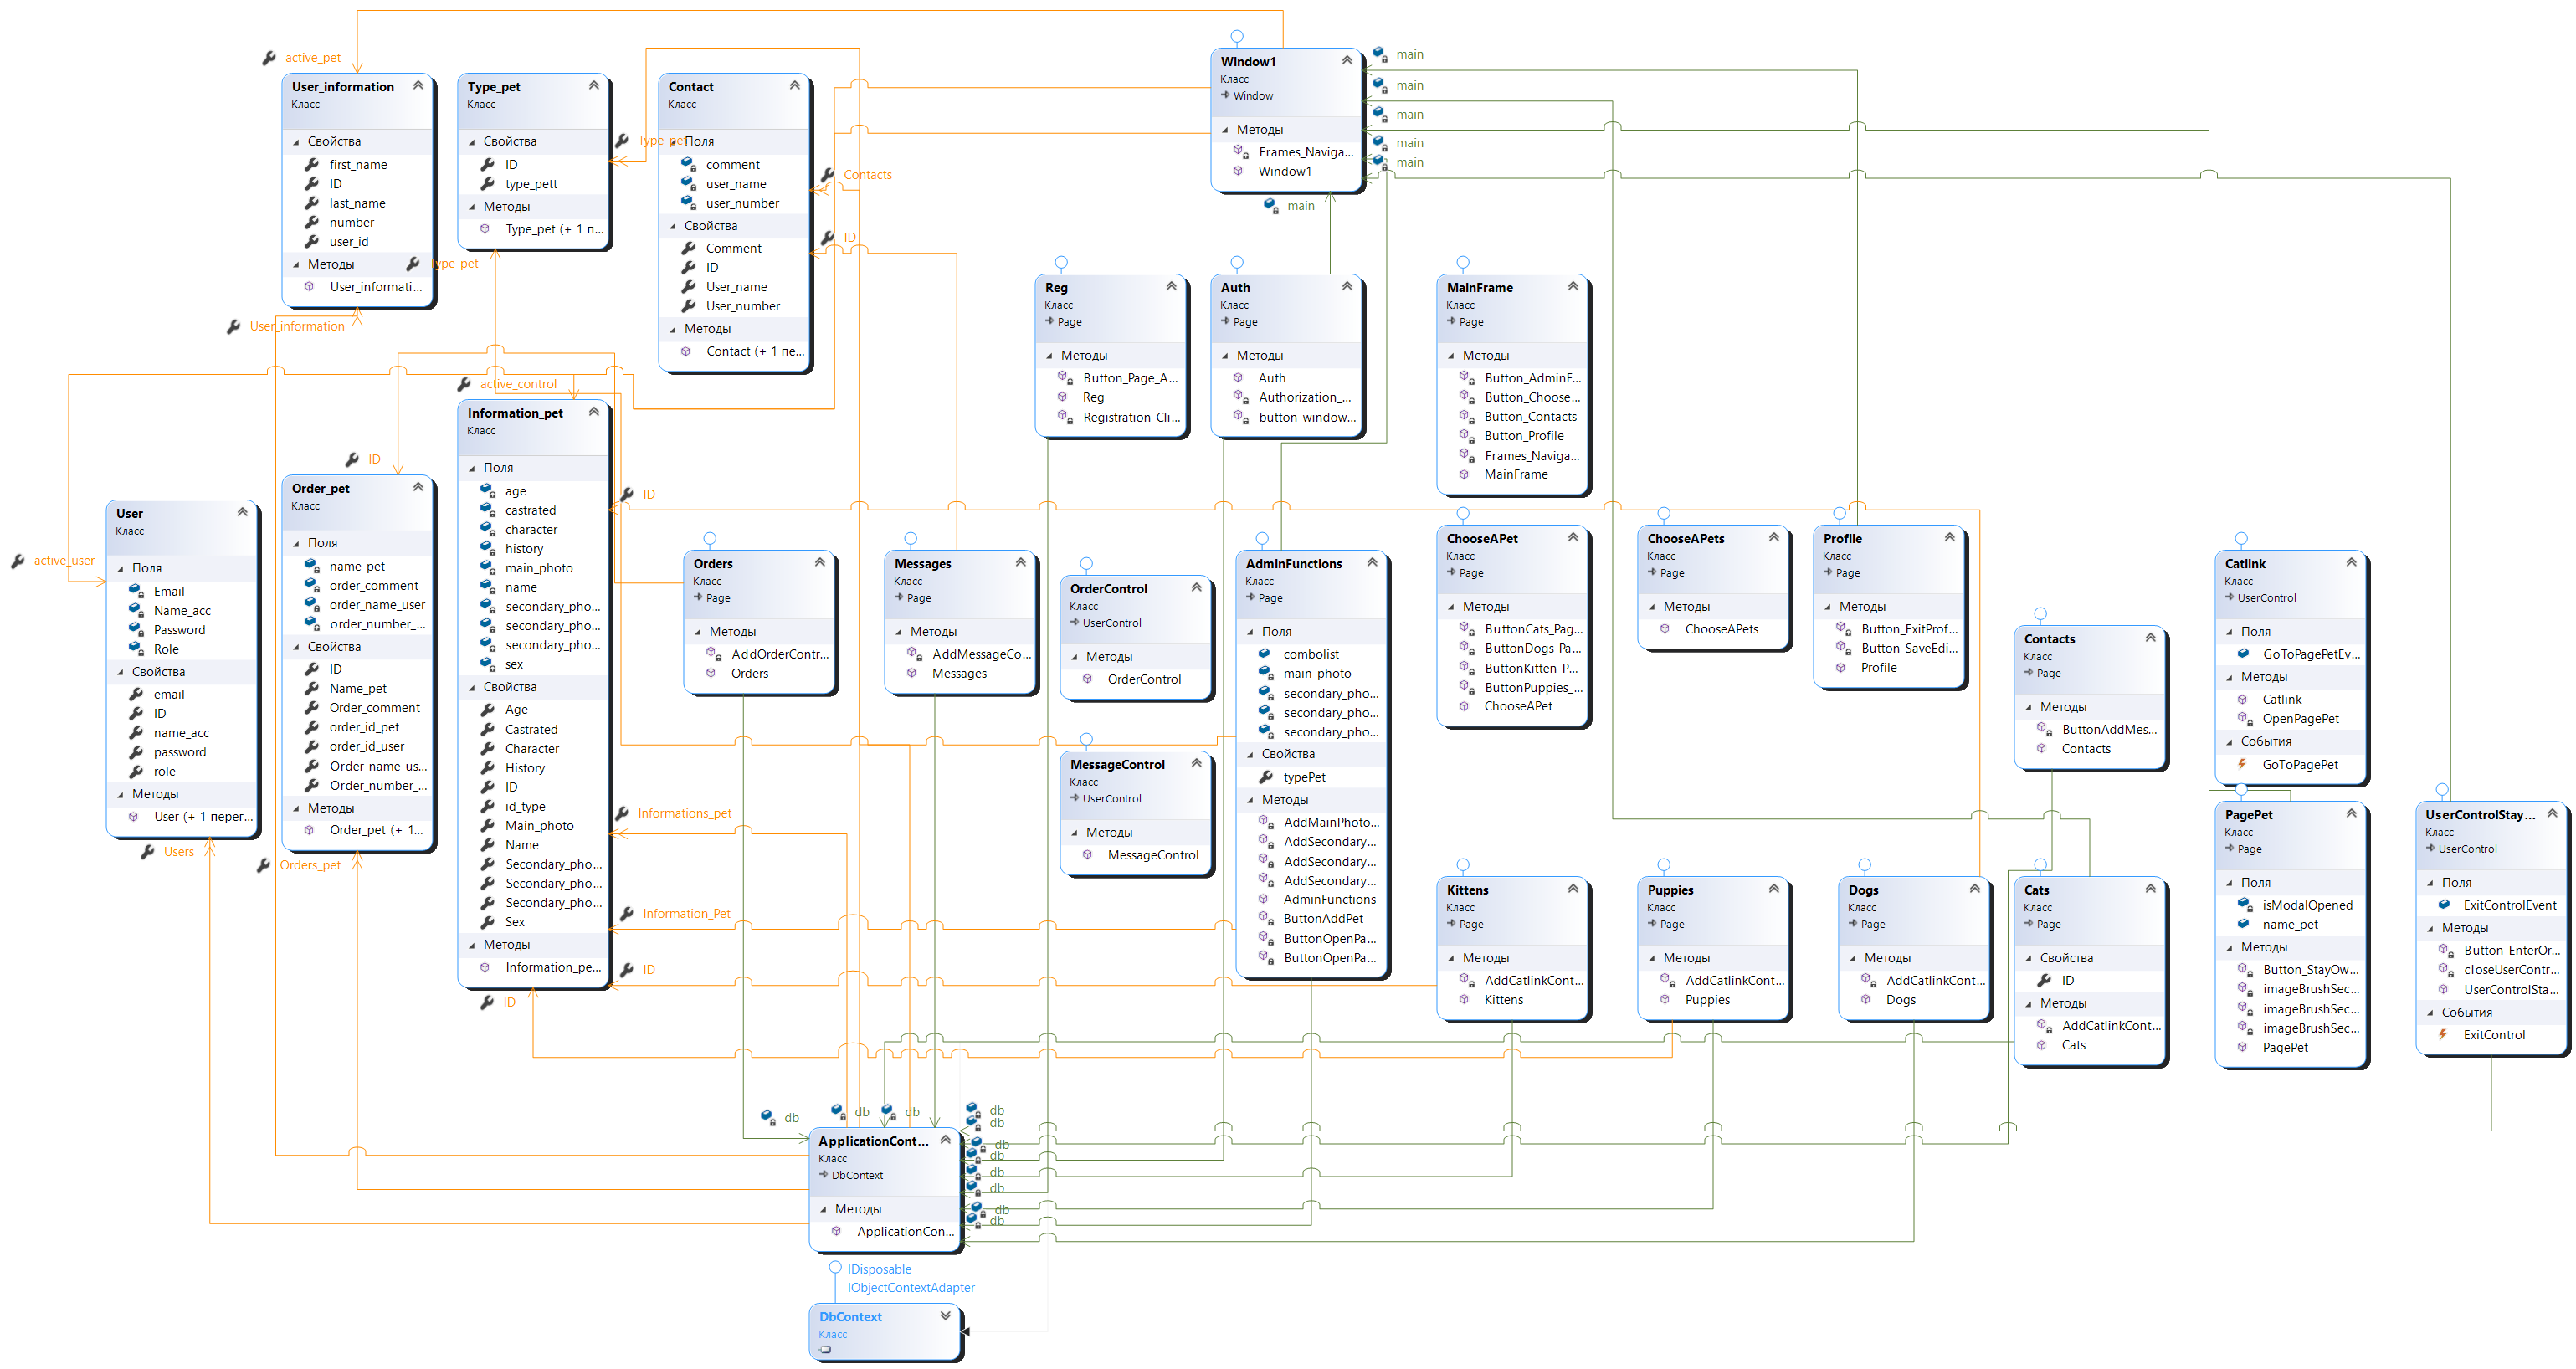 active_pet
User_information
Класс
Свойства
first_name
ID
last_name
number
user_id
Методы
User_informati...
User_information
Type_pet
Класс
Свойства
ID
type_pett
Методы
Type_pet (+ 1 п...
Type_pet
Type_pet
Contact
Класс
Поля
comment
user_name
user_number
Свойства
Comment
ID
User_name
User_number
Методы
Contact (+ 1 пе...
Contacts
ID
Window1
Класс
Window
Методы
Frames_Naviga...
Window1
main
main
main
main
main
main
Reg
Класс
Page
Методы
Button_Page_A...
Reg
Registration_Cli...
Auth
Класс
Page
Методы
Auth
Authorization_...
button_window...
MainFrame
Класс
Page
Методы
Button_AdminF...
Button_Choose...
Button_Contacts
Button_Profile
Frames_Naviga...
MainFrame
active_user
User
Класс
Поля
Email
Name_acc
Password
Role
Свойства
email
ID
name_acc
password
role
Методы
User (+ 1 перег...
Users
ID
Order_pet
Класс
Поля
name_pet
order_comment
order_name_user
order_number_...
Свойства
ID
Name_pet
Order_comment
order_id_pet
order_id_user
Order_name_us...
Order_number_...
Методы
Order_pet (+ 1...
Orders_pet
active_control
Information_pet
Класс
Поля
age
castrated
character
history
main_photo
name
secondary_pho...
secondary_pho...
secondary_pho...
sex
Свойства
Age
Castrated
Character
History
ID
id_type
Main_photo
Name
Secondary_pho...
Secondary_pho...
Secondary_pho...
Sex
Методы
Information_pe...
ID
Informations_pet
Information_Pet
ID
ID
Orders
Класс
Page
Методы
AddOrderContr...
Orders
Messages
Класс
Page
Методы
AddMessageCo...
Messages
OrderControl
Класс
UserControl
Методы
OrderControl
MessageControl
Класс
UserControl
Методы
MessageControl
AdminFunctions
Класс
Page
Поля
combolist
main_photo
secondary_pho...
secondary_pho...
secondary_pho...
Свойства
typePet
Методы
AddMainPhoto...
AddSecondary...
AddSecondary...
AddSecondary...
AdminFunctions
ButtonAddPet
ButtonOpenPa...
ButtonOpenPa...
ChooseAPet
Класс
Page
Методы
ButtonCats_Pag...
ButtonDogs_Pa...
ButtonKitten_P...
ButtonPuppies_...
ChooseAPet
ChooseAPets
Класс
Page
Методы
ChooseAPets
Profile
Класс
Page
Методы
Button_ExitProf...
Button_SaveEdi...
Profile
Contacts
Класс
Page
Методы
ButtonAddMes...
Contacts
Catlink
Класс
UserControl
Поля
GoToPagePetEv...
Методы
Catlink
OpenPagePet
События
GoToPagePet
Kittens
Класс
Page
Методы
AddCatlinkCont...
Kittens
Puppies
Класс
Page
Методы
AddCatlinkCont...
Puppies
Dogs
Класс
Page
Методы
AddCatlinkCont...
Dogs
Cats
Класс
Page
Свойства
ID
Методы
AddCatlinkCont...
Cats
PagePet
Класс
Page
Поля
isModalOpened
name_pet
Методы
Button_StayOw...
imageBrushSec...
imageBrushSec...
imageBrushSec...
PagePet
UserControlStay...
Класс
UserControl
Поля
ExitControlEvent
Методы
Button_EnterOr...
closeUserContr...
UserControlSta...
События
ExitControl
db
db
db
db
db
db
db
db
db
db
db
ApplicationCont...
Класс
DbContext
Методы
ApplicationCon...
IDisposable
IObjectContextAdapter
DbContext
Класс